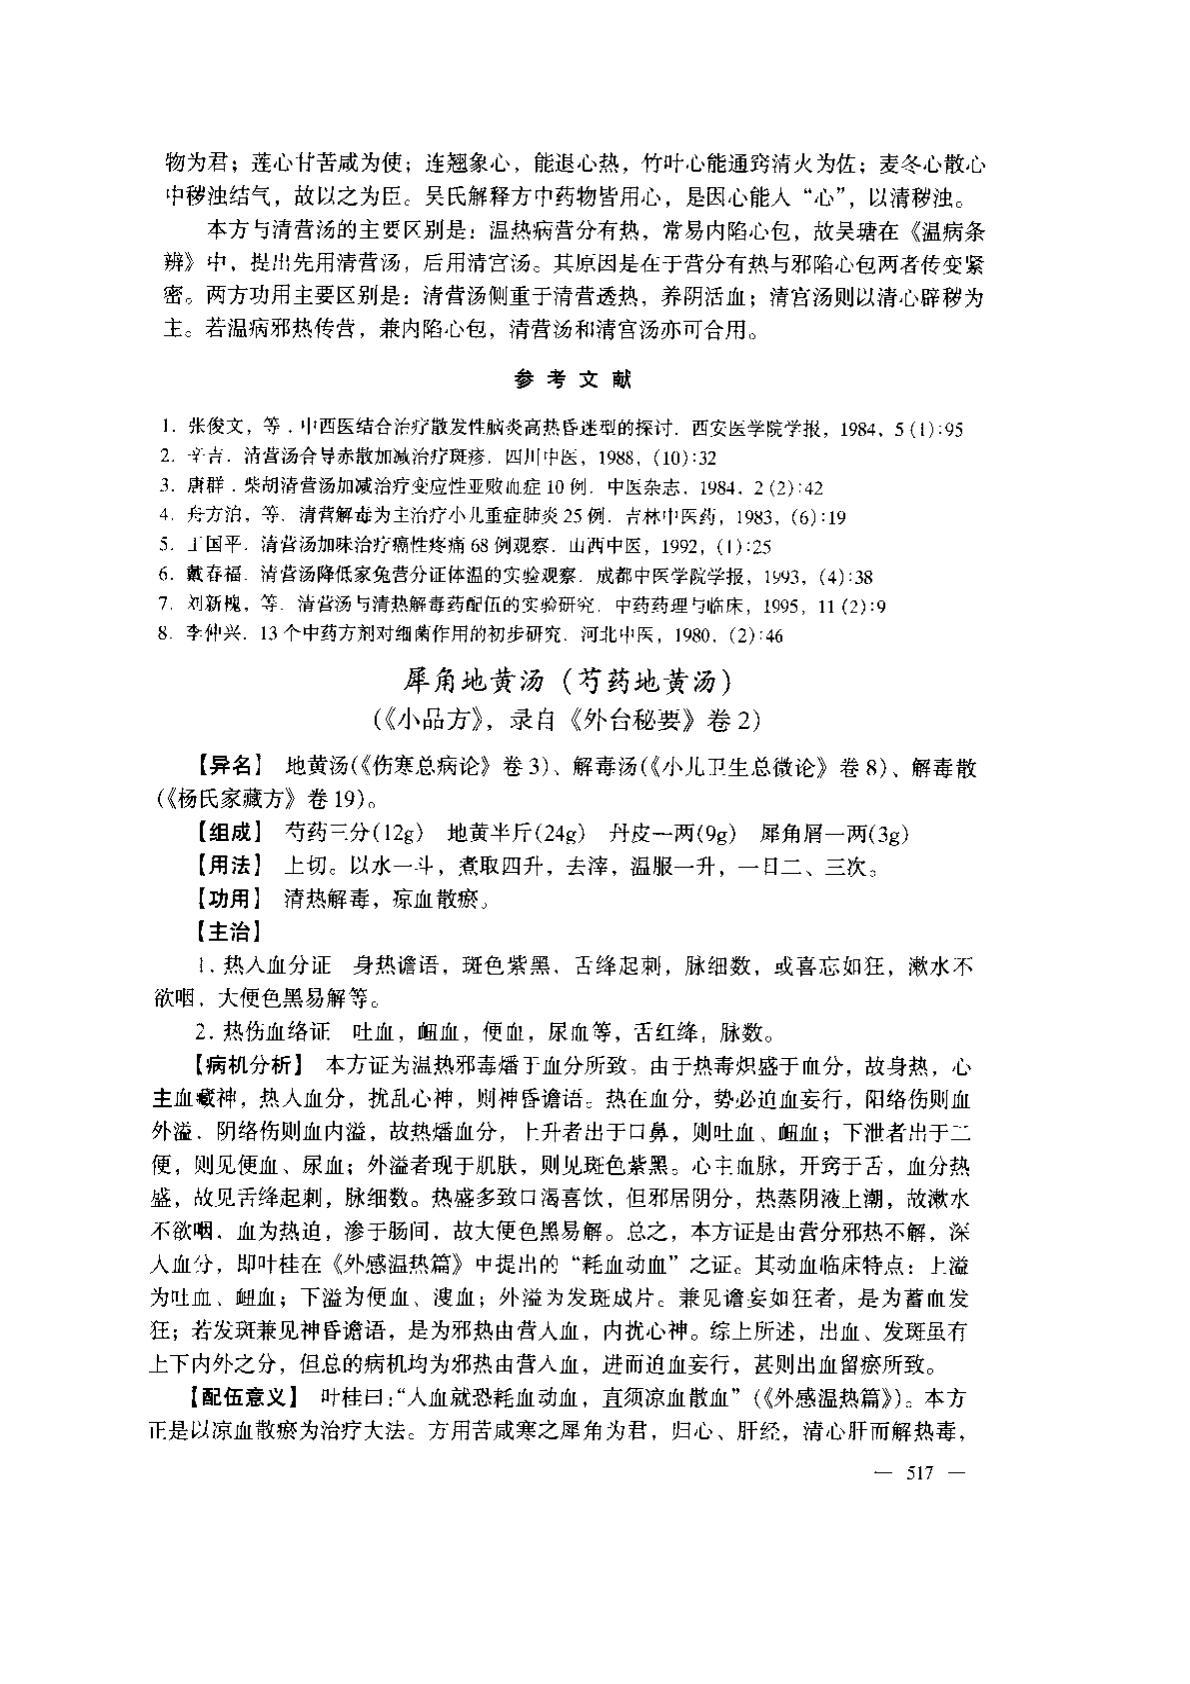 物为君；莲心甘苦咸为使；连翘象心，能退心热，竹叶心能通窍清火为佐；麦冬心散心
中秽浊结气，故以之为臣。吴氏解释方中药物皆用心，是因心能入“心”，以清秽浊。
本方与清营汤的主要区别是：温热病营分有热，常易内陷心包，故吴瑭在《温病条
辨》中，提出先用清营汤，后用清宫汤。其原因是在于营分有热与邪陷心包两者传变紧
密。两方功用主要区别是：清营汤侧重于清营透热，养阴活血；清宫汤则以清心辟秽为
主。若温病邪热传营，兼内陷心包，清营汤和清宫汤亦可合用。
参考文献
1. 张俊文，等．中西医结合治疗散发性脑炎高热昏迷型的探讨．西安医学院学报，1984，5(1):95
2. 辛吉．清营汤合导赤散加减治疗斑疹．四川中医，1988，(10):32
3. 唐群．柴胡清营汤加减治疗变应性亚败血症10例．中医杂志，1984，2(2):42
4. 舟方泊，等．清营解毒为主治疗小儿重症肺炎25例．吉林中医药，1983，(6):19
5. 丁国平．清营汤加味治疗癌性疼痛68例观察．山西中医，1992，(1):25
6. 戴春福．清营汤降低家兔营分证体温的实验观察．成都中医学院学报，1993，(4):38
7. 刘新槐，等．清营汤与清热解毒药配伍的实验研究．中药药理与临床，1995，11(2):9
8. 李仲兴．13个中药方剂对细菌作用的初步研究．河北中医，1980，(2):46
犀角地黄汤（芍药地黄汤）
（《小品方》，录自《外台秘要》卷2）
【异名】 地黄汤（《伤寒总病论》卷3）、解毒汤（《小儿卫生总微论》卷8）、解毒散
（《杨氏家藏方》卷19）。
【组成】 芍药三分(12g) 地黄半斤(24g) 丹皮一两(9g) 犀角屑一两(3g)
【用法】 上切。以水一斗，煮取四升，去滓，温服一升，一日二、三次。
【功用】 清热解毒，凉血散瘀。
【主治】
1. 热入血分证 身热谵语，斑色紫黑、舌绛起刺，脉细数，或喜忘如狂，漱水不
欲咽，大便色黑易解等。
2. 热伤血络证 吐血，衄血，便血，尿血等，舌红绛，脉数。
【病机分析】 本方证为温热邪毒燔于血分所致。由于热毒炽盛于血分，故身热，心
主血藏神，热入血分，扰乱心神，则神昏谵语。热在血分，势必迫血妄行，阳络伤则血
外溢，阴络伤则血内溢，故热燔血分，上升者出于口鼻，则吐血、衄血；下泄者出于二
便，则见便血、尿血；外溢者现于肌肤，则见斑色紫黑。心主血脉，开窍于舌，血分热
盛，故见舌绛起刺，脉细数。热盛多致口渴喜饮，但邪居阴分，热蒸阴液上潮，故漱水
不欲咽，血为热迫，渗于肠间，故大便色黑易解。总之，本方证是由营分邪热不解，深
入血分，即叶桂在《外感温热篇》中提出的“耗血动血”之证。其动血临床特点：上溢
为吐血、衄血；下溢为便血、溲血；外溢为发斑成片。兼见谵妄如狂者，是为蓄血发
狂；若发斑兼见神昏谵语，是为邪热由营入血，内扰心神。综上所述，出血、发斑虽有
上下内外之分，但总的病机均为邪热由营入血，进而迫血妄行，甚则出血留瘀所致。
【配伍意义】 叶桂曰：“入血就恐耗血动血，直须凉血散血”（《外感温热篇》）。本方
正是以凉血散瘀为治疗大法。方用苦咸寒之犀角为君，归心、肝经，清心肝而解热毒，
— 517 —